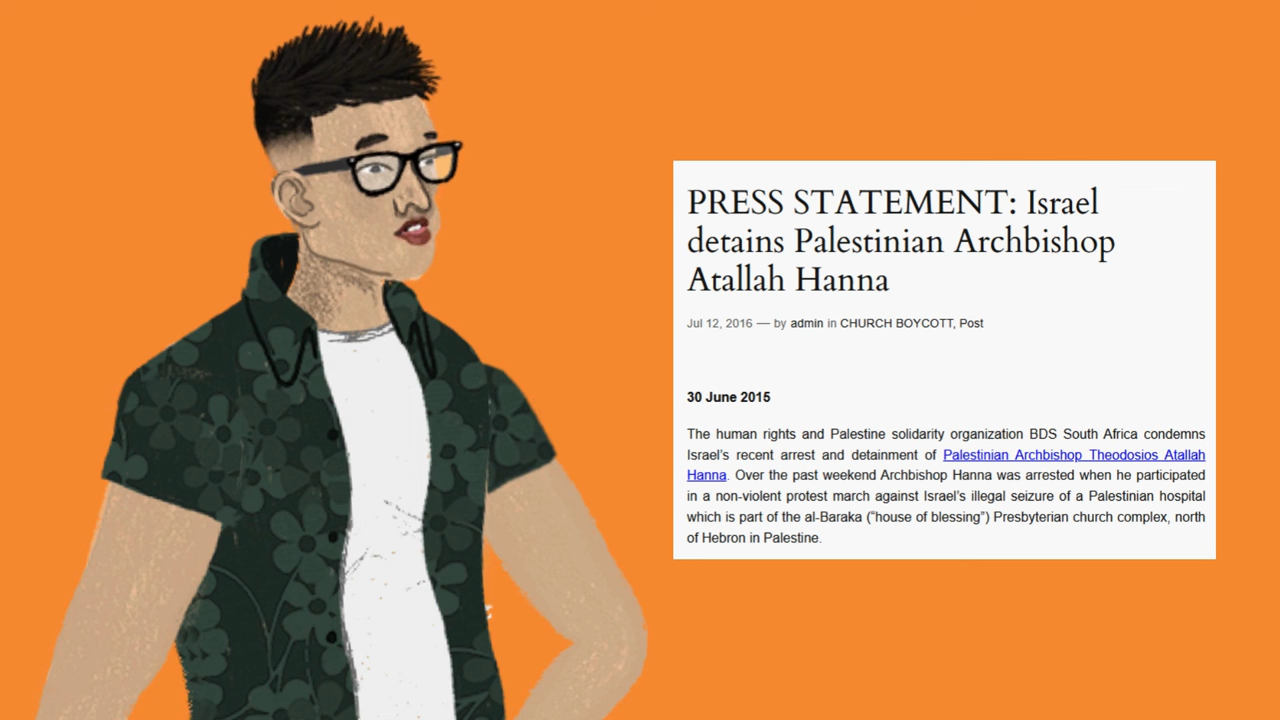 PRESS STATEMENT: Israel
detains Palestinian Archbishop
Atallah Hanna
Jul 12, 2016 — by admin in CHURCH BOYCOTT, Post
30 June 2015
The human rights and Palestine solidarity organization BDS South Africa condemns
Israel’s recent arrest and detainment of Palestinian Archbishop Theodosios Atallah
Hanna. Over the past weekend Archbishop Hanna was arrested when he participated
in a non-violent protest march against Israel’s illegal seizure of a Palestinian hospital
which is part of the al-Baraka (“house of blessing”) Presbyterian church complex, north
of Hebron in Palestine.